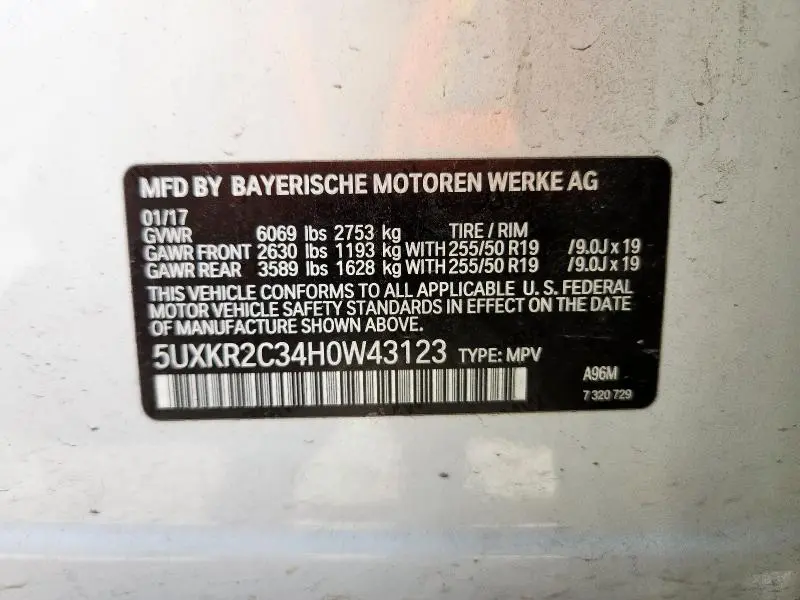 MFD BY BAYERISCHE MOTOREN WERKE AG
01/17
GVWR 6069 lbs 2753 kg TIRE / RIM
GAWR FRONT 2630 lbs 1193 kg WITH 255/50 R19 /9.0J x 19
GAWR REAR 3589 lbs 1628 kg WITH 255/50 R19 /9.0J x 19
THIS VEHICLE CONFORMS TO ALL APPLICABLE U. S. FEDERAL
MOTOR VEHICLE SAFETY STANDARDS IN EFFECT ON THE DATE
OF MANUFACTURE SHOWN ABOVE.
5UXKR2C34H0W43123 TYPE: MPV
A96M
7 320 729